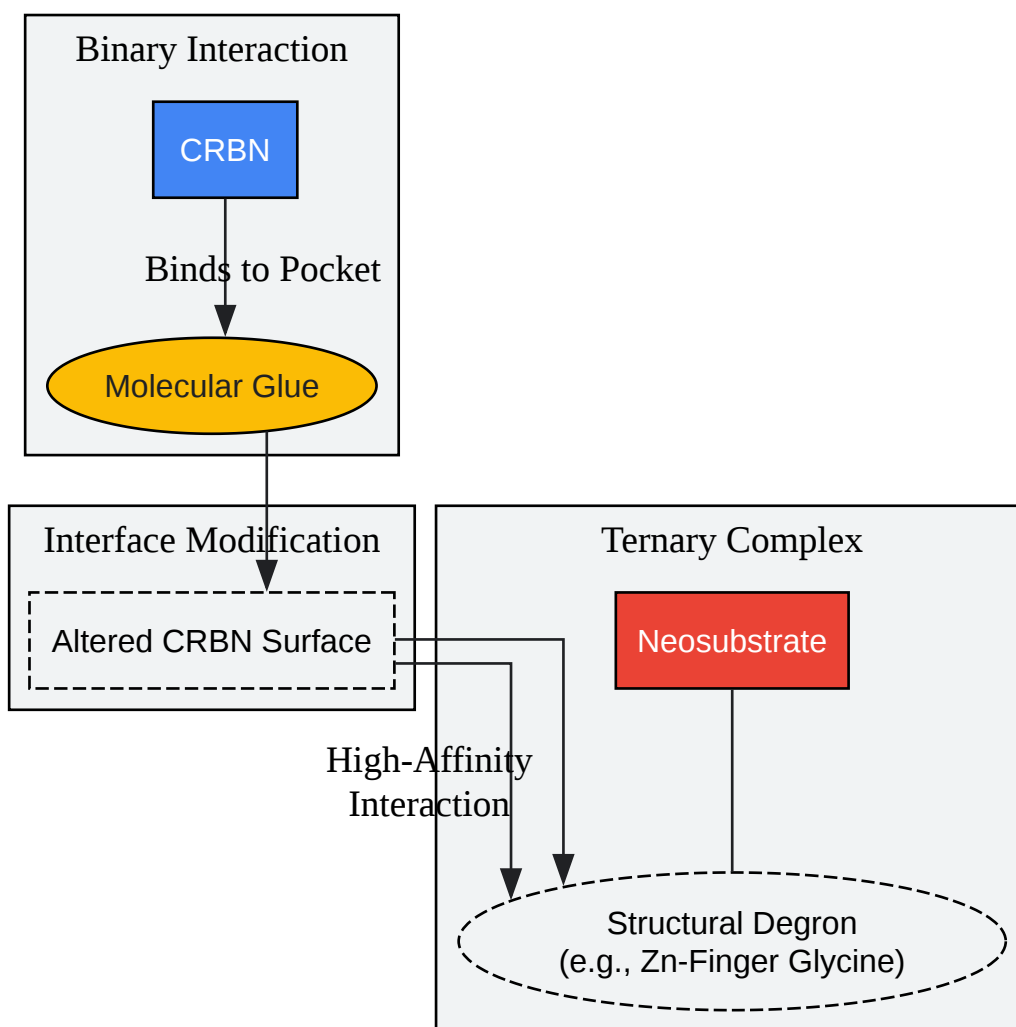 Binary Interaction
CRBN
Binds to Pocket
Molecular Glue
Interface Modification
Altered CRBN Surface
Ternary Complex
Neosubstrate
High-Affinity
Interaction
Structural Degron
(e.g., Zn-Finger Glycine)